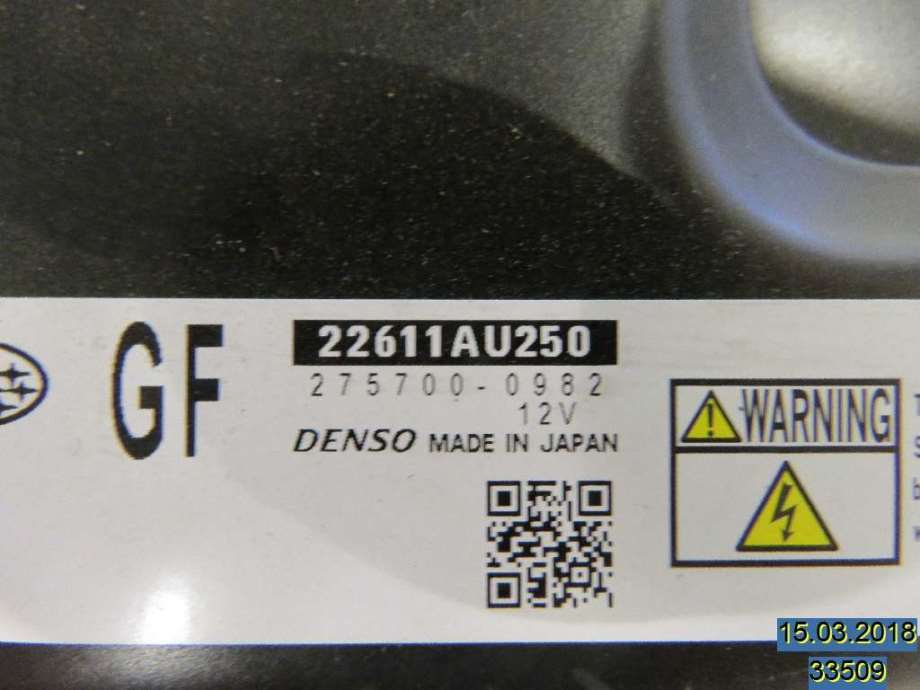 GF
22611AU250
275700-0982
12V
DENSO MADE IN JAPAN
WARNING
15.03.2018
33509